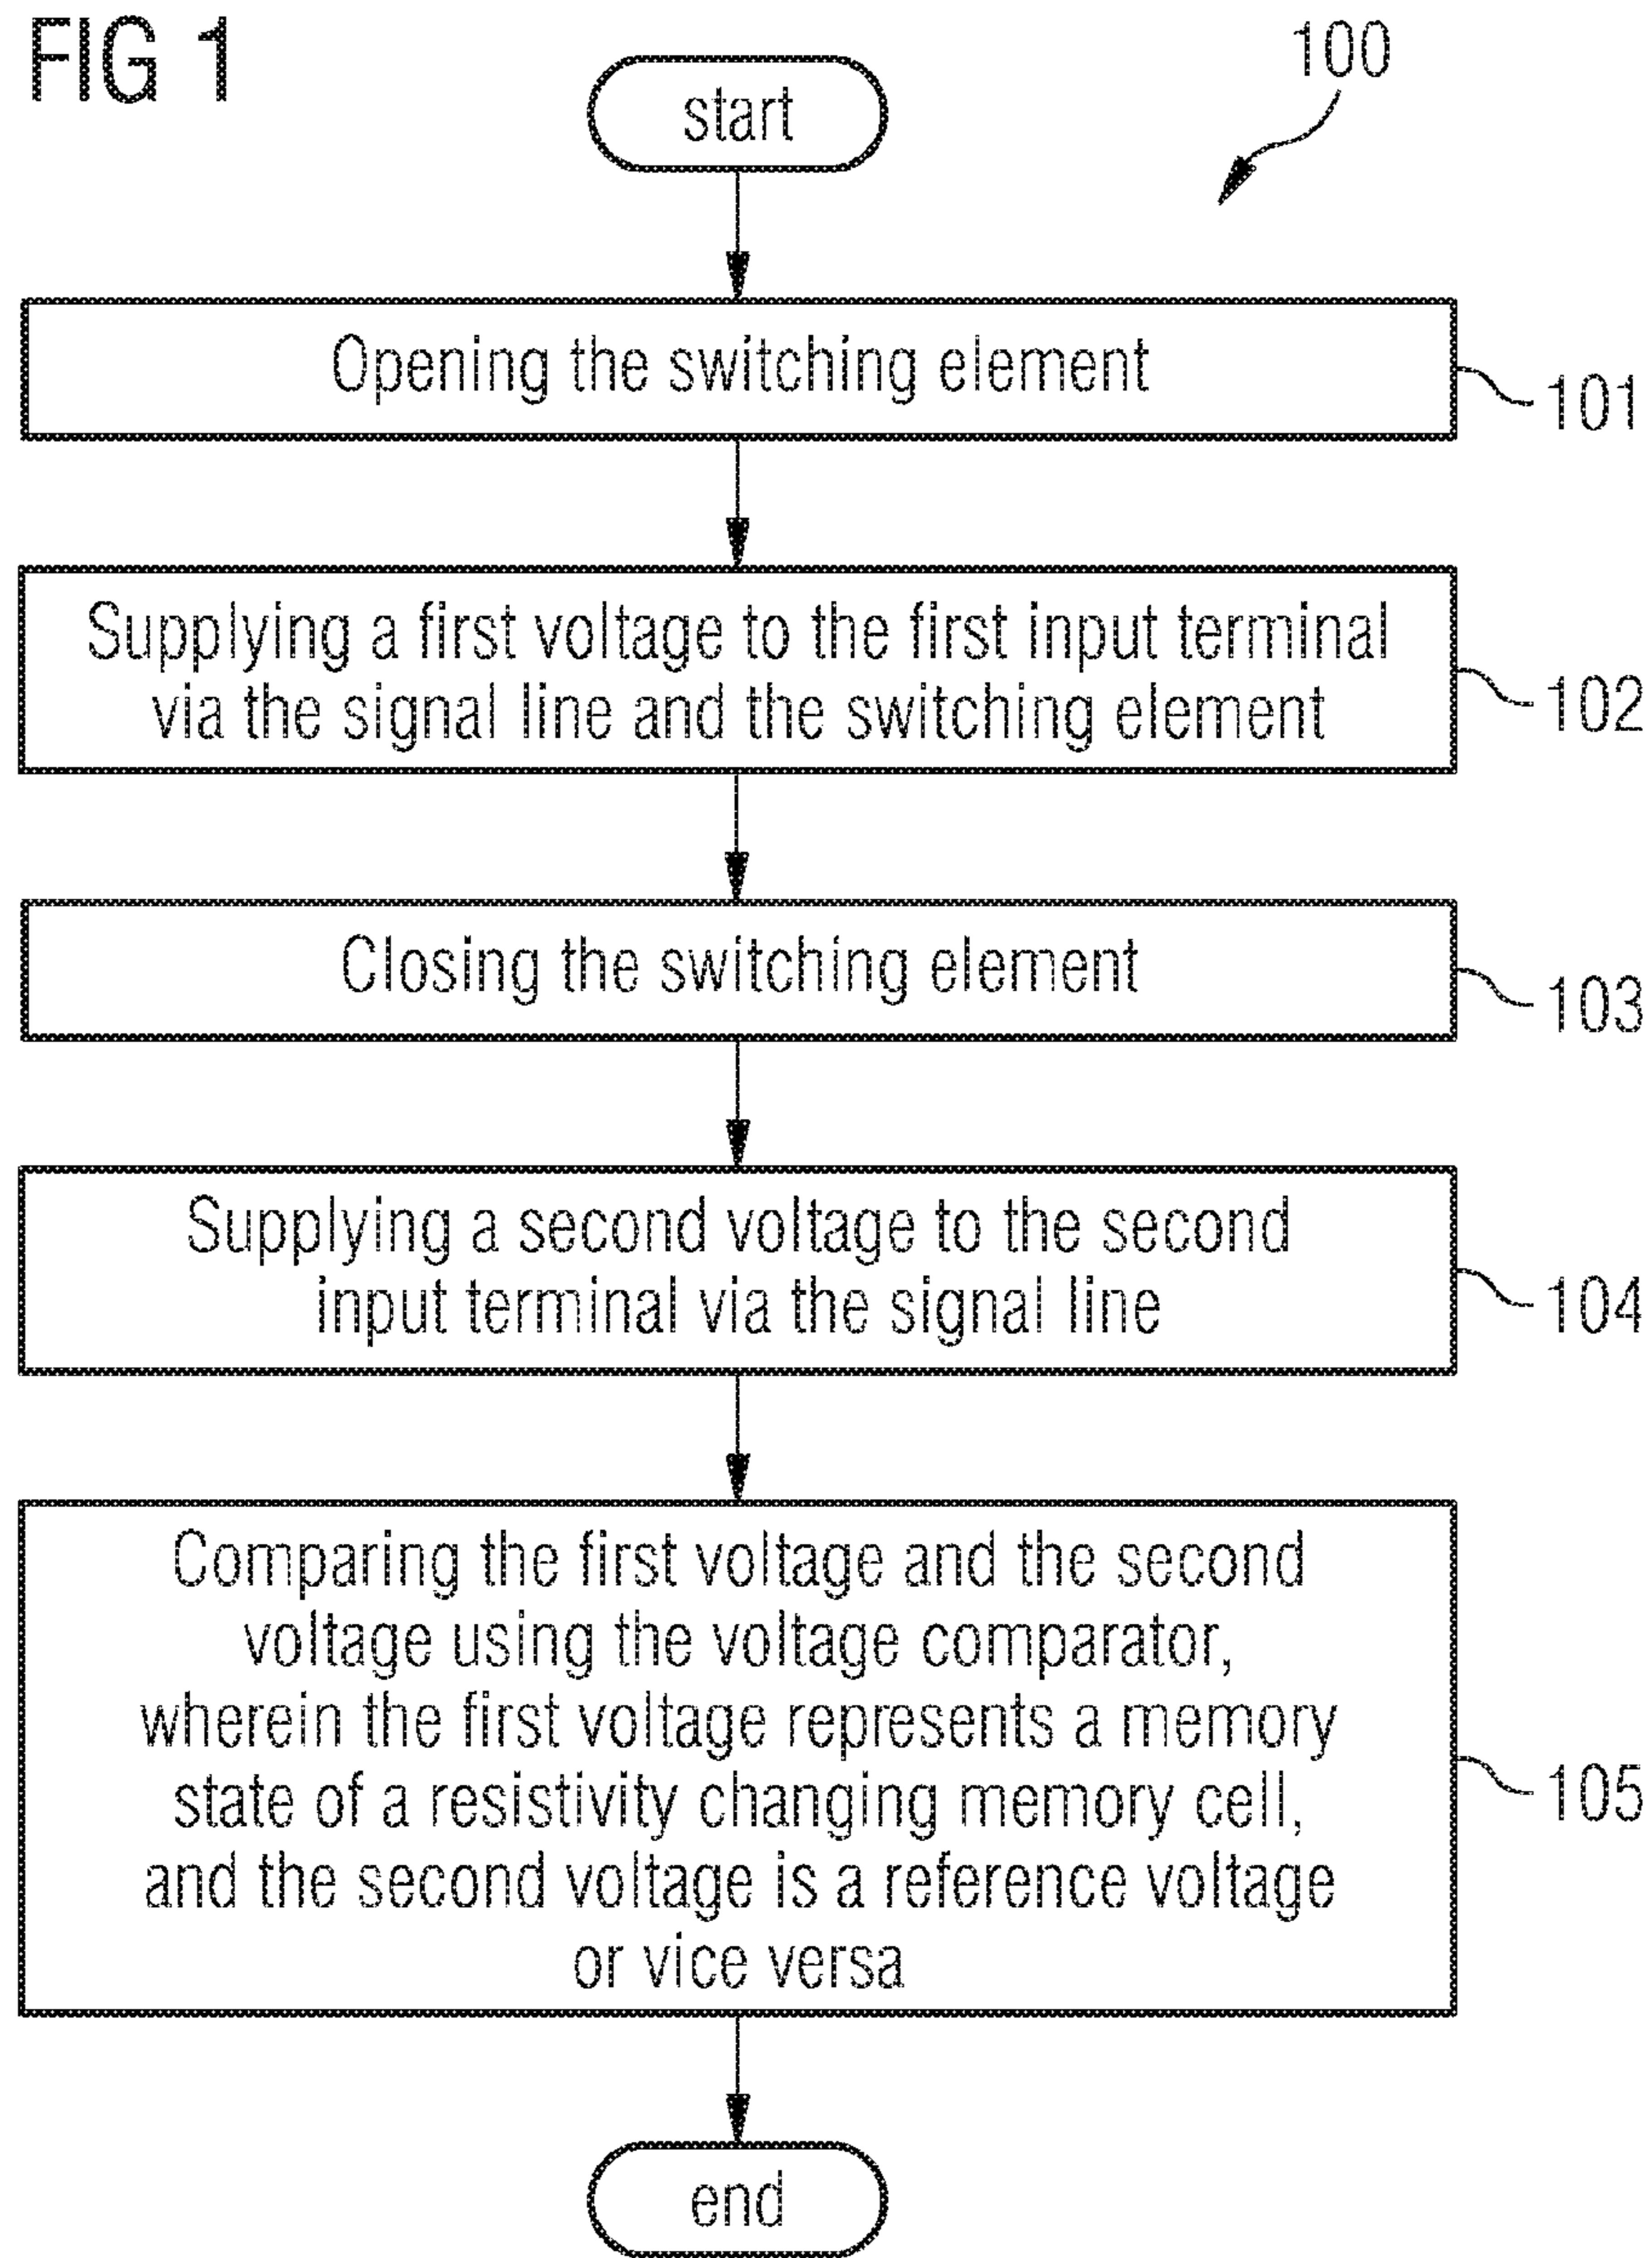 FIG 1
100
start
Opening the switching element
101
Supplying a first voltage to the first input terminal
via the signal line and the switching element
102
Closing the switching element
103
Supplying a second voltage to the second
input terminal via the signal line
104
Comparing the first voltage and the second
voltage using the voltage comparator,
wherein the first voltage represents a memory
state of a resistivity changing memory cell,
and the second voltage is a reference voltage
or vice versa
105
end